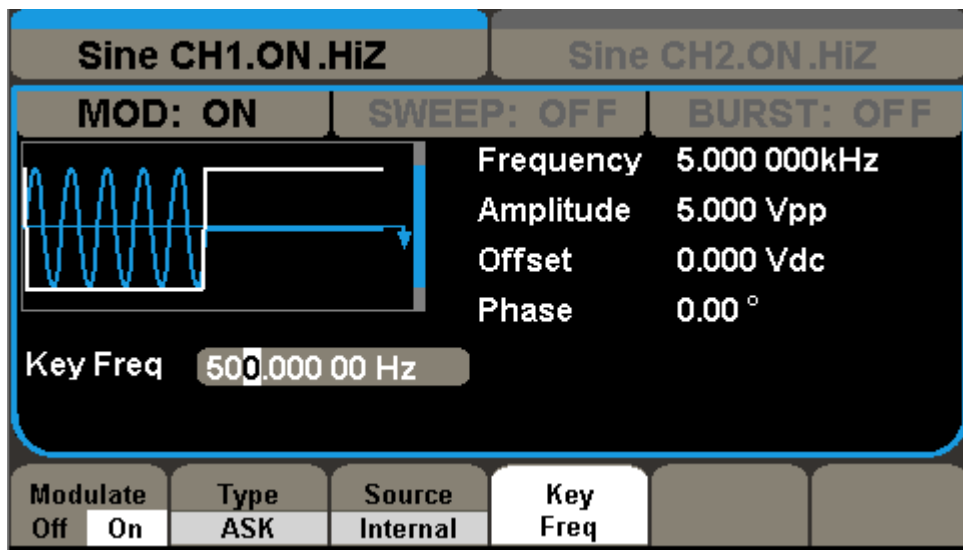 Sine CH1.ON.HiZ Sine CH2.ON.HiZ
MOD: ON SWEEP: OFF BURST: OFF
Frequency 5.000 000kHz
Amplitude 5.000 Vpp
Offset 0.000 Vdc
Phase 0.00 °
Key Freq 500.000 00 Hz
Modulate Type Source Key
Off On ASK Internal Freq